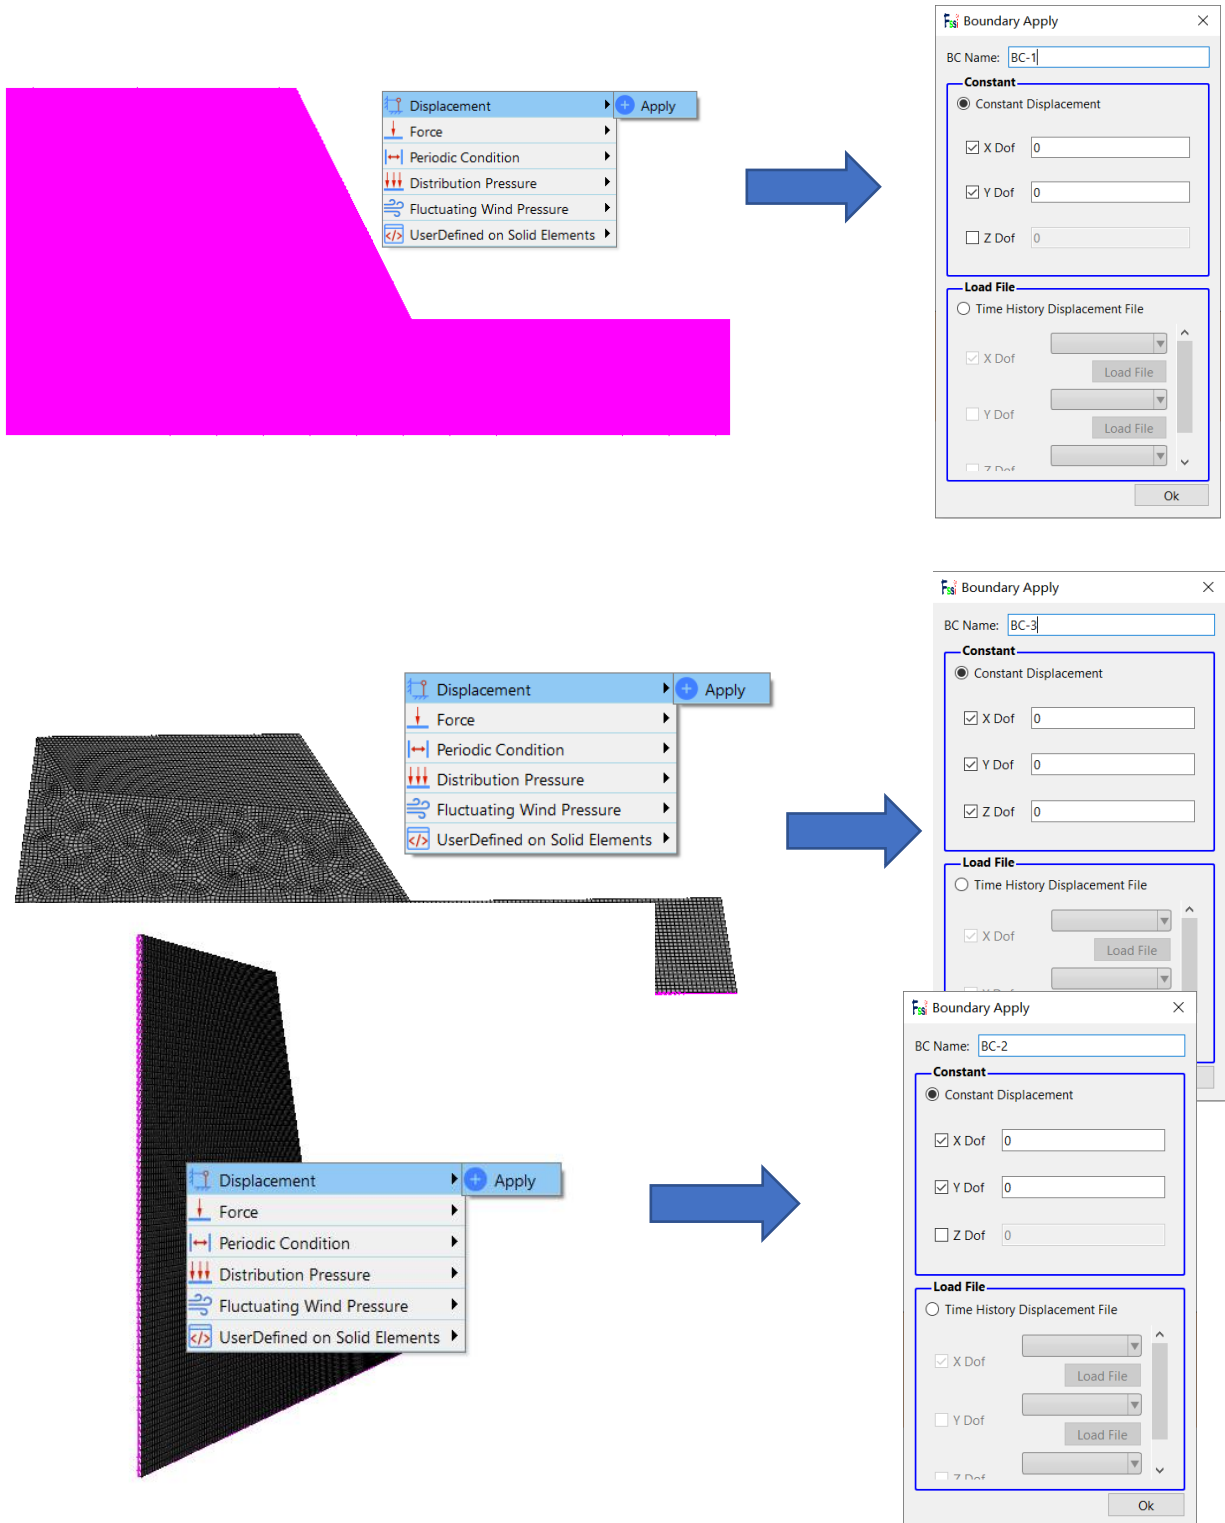 Fssi Boundary Apply
BC Name: BC-1
Constant
Constant Displacement
X Dof 0
Y Dof 0
Z Dof 0
Load File
Time History Displacement File
X Dof
Load File
Y Dof
Load File
Z Dof
Ok
Displacement Apply
Force
Periodic Condition
Distribution Pressure
Fluctuating Wind Pressure
UserDefined on Solid Elements
Fssi Boundary Apply
BC Name: BC-3
Constant
Constant Displacement
X Dof 0
Y Dof 0
Z Dof 0
Load File
Time History Displacement File
X Dof
Load File
Displacement Apply
Force
Periodic Condition
Distribution Pressure
Fluctuating Wind Pressure
UserDefined on Solid Elements
Fssi Boundary Apply
BC Name: BC-2
Constant
Constant Displacement
X Dof 0
Y Dof 0
Z Dof 0
Load File
Time History Displacement File
X Dof
Load File
Y Dof
Load File
Z Dof
Ok
Displacement Apply
Force
Periodic Condition
Distribution Pressure
Fluctuating Wind Pressure
UserDefined on Solid Elements